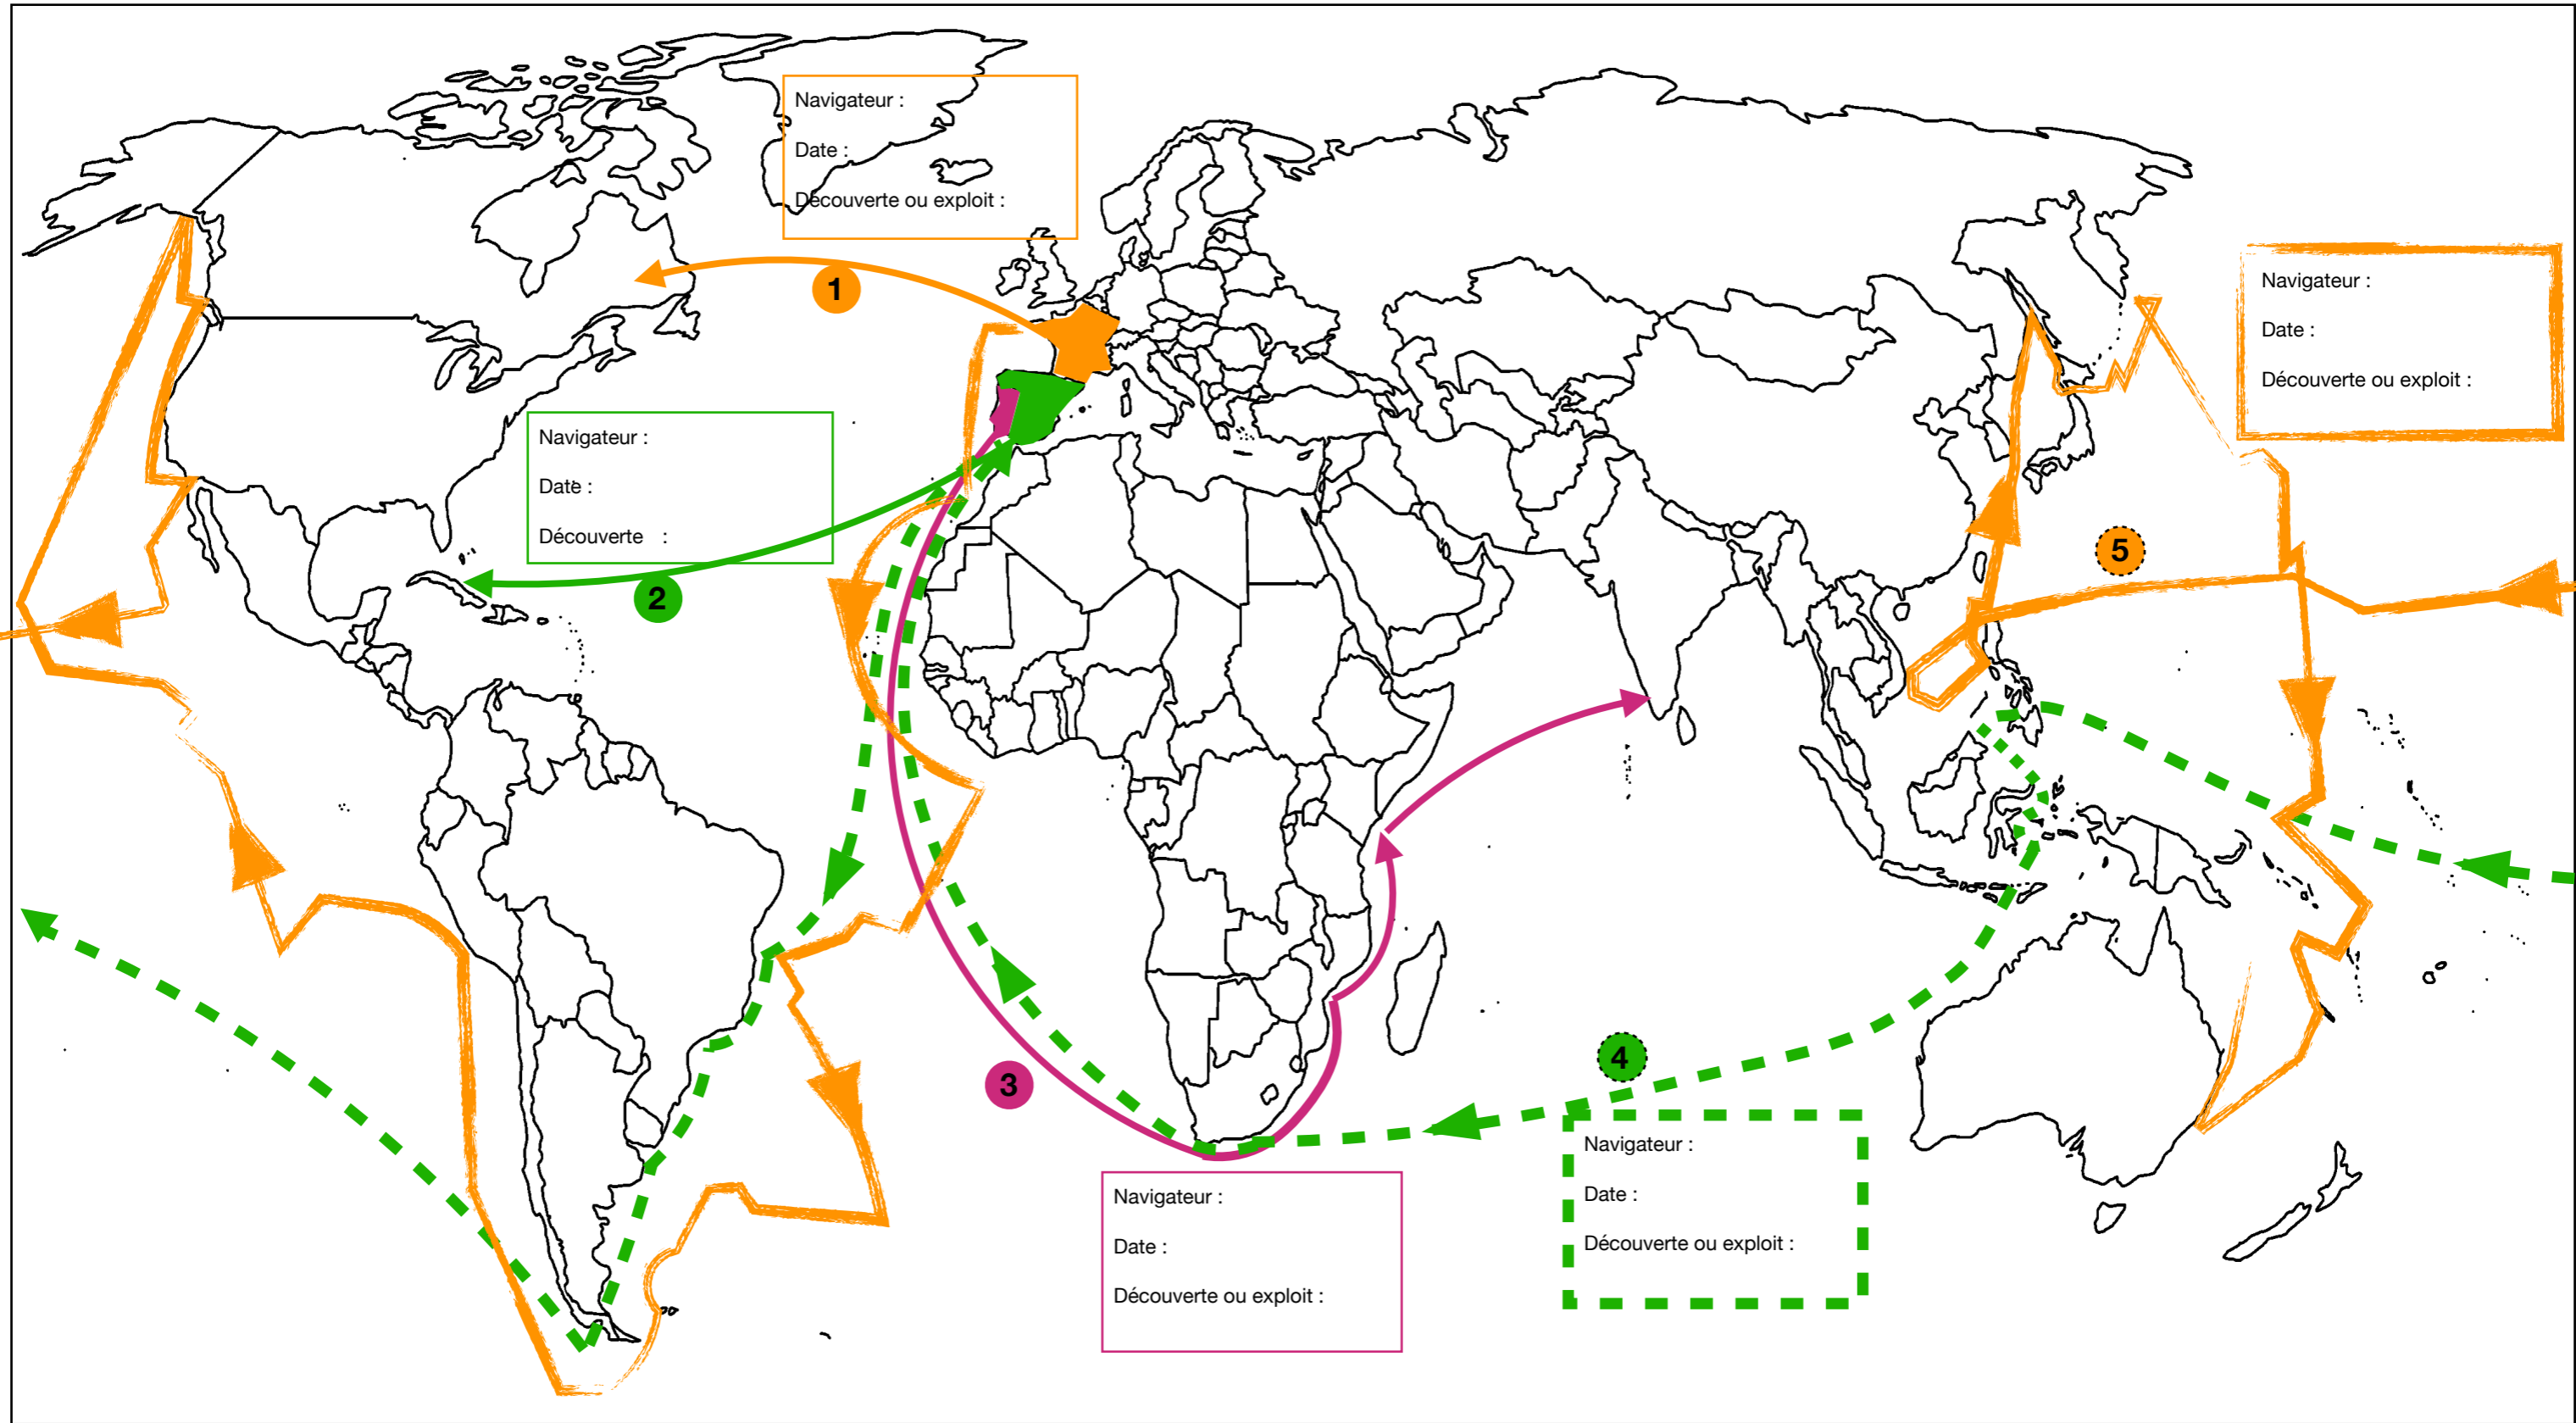 Navigateur :
Date :
Découverte ou exploit :
1
Navigateur :
Date :
Découverte ou exploit :
Navigateur :
Date :
Découverte :
2
5
3
4
Navigateur :
Date :
Découverte ou exploit :
Navigateur :
Date :
Découverte ou exploit :